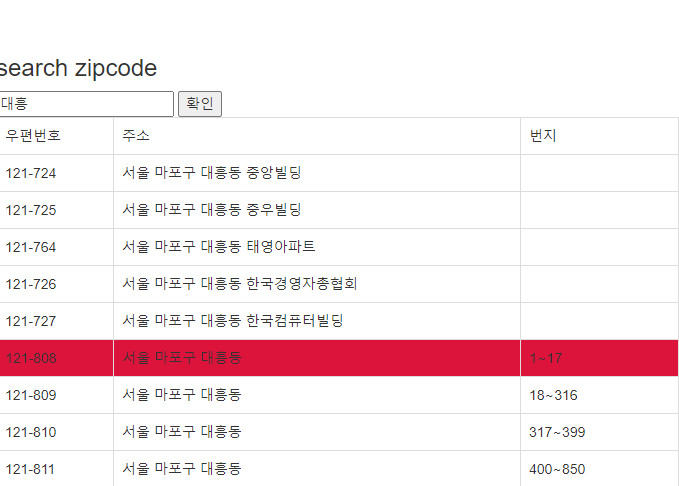 search zipcode
대흥 확인
우편번호 주소 번지
121-724 서울 마포구 대흥동 중앙빌딩
121-725 서울 마포구 대흥동 중우빌딩
121-764 서울 마포구 대흥동 태영아파트
121-726 서울 마포구 대흥동 한국경영자총협회
121-727 서울 마포구 대흥동 한국컴퓨터빌딩
121-808 서울 마포구 대흥동 1~17
121-809 서울 마포구 대흥동 18~316
121-810 서울 마포구 대흥동 317~399
121-811 서울 마포구 대흥동 400~850